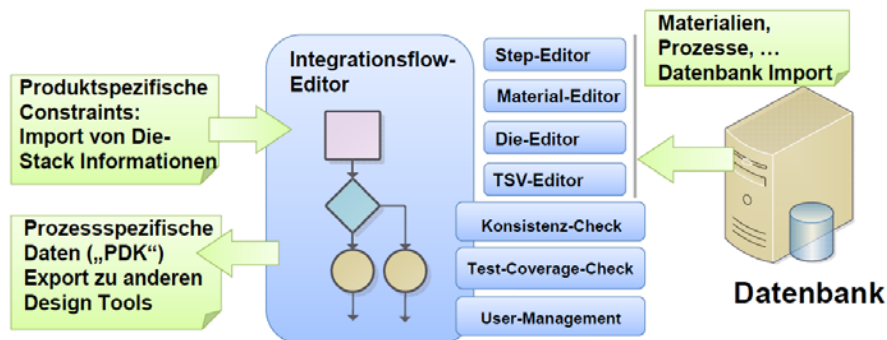 Produktspezifische
Constraints:
Import von Die-
Stack Informationen
Prozessspezifische
Daten („PDK“)
Export zu anderen
Design Tools
Integrationsflow-
Editor
Step-Editor
Material-Editor
Die-Editor
TSV-Editor
Konsistenz-Check
Test-Coverage-Check
User-Management
Materialien,
Prozesse, ...
Datenbank Import
Datenbank